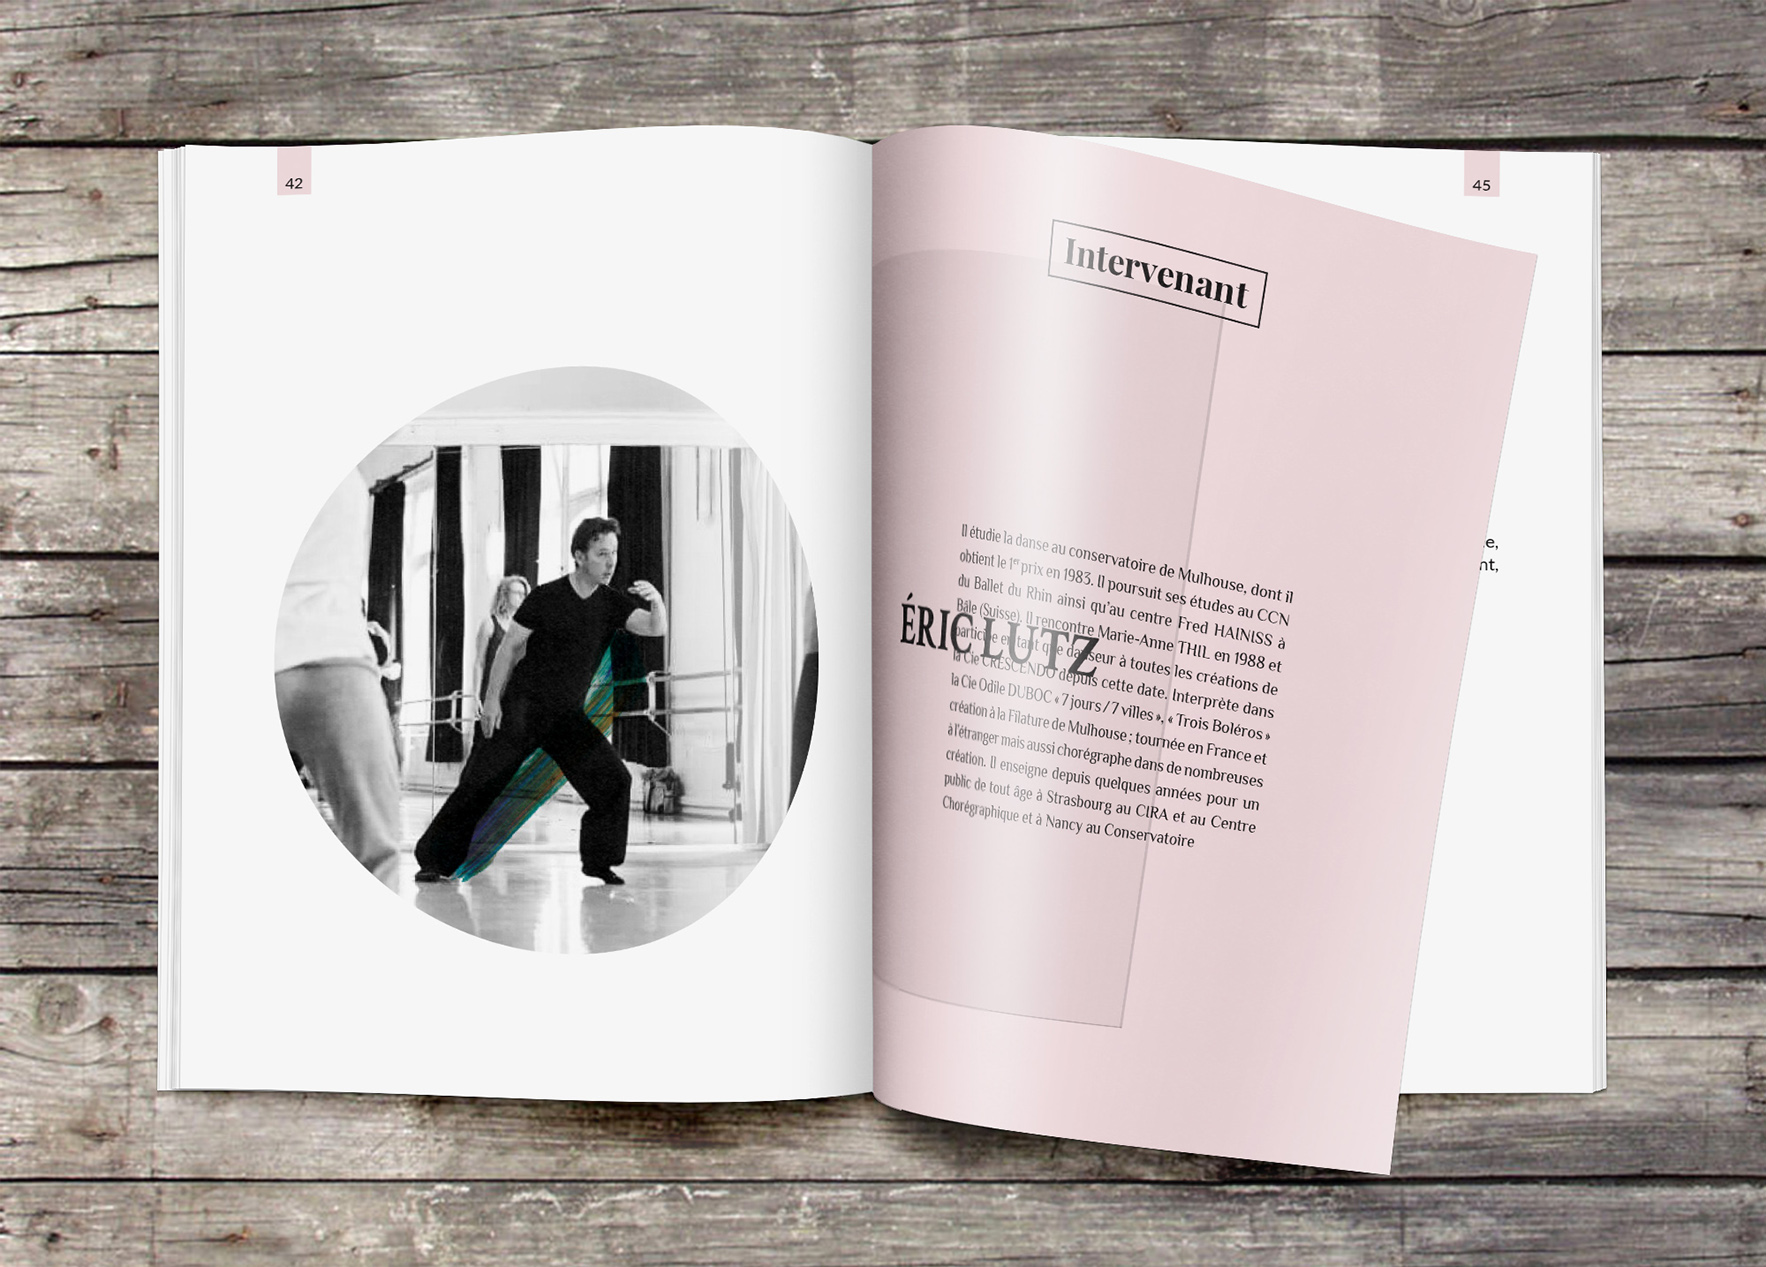 42
45
Intervenant
Il étudie la danse au conservatoire de Mulhouse, dont il
obtient le 1er prix en 1983. Il poursuit ses études au CCN
du Ballet du Rhin ainsi qu'au centre Fred HAINISS à
Bâle (Suisse). Il rencontre Marie-Anne THIL en 1988 et
participe en tant que danseur à toutes les créations de
la Cie CRESCENDO depuis cette date. Interprète dans
la Cie Odile DUBOC « 7 jours / 7 villes », « Trois Boléros »
création à la Filature de Mulhouse ; tournée en France et
à l'étranger mais aussi chorégraphe dans de nombreuses
création. Il enseigne depuis quelques années pour un
public de tout âge à Strasbourg au CIRA et au Centre
Chorégraphique et à Nancy au Conservatoire
ÉRIC LUTZ
e,
nt,